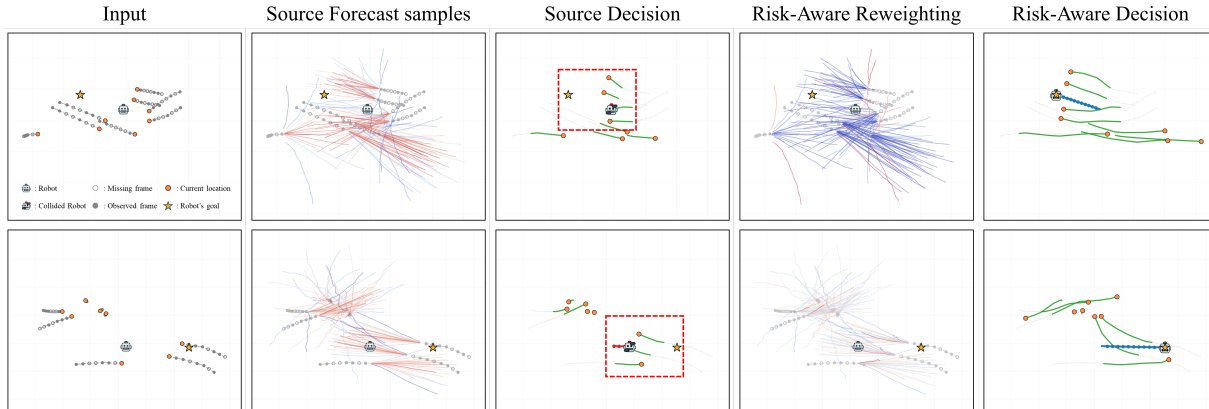 Input
Source Forecast samples
Source Decision
Risk-Aware Reweighting
Risk-Aware Decision
: Robot
: Missing frame
: Current location
: Collided Robot
: Observed frame
: Robot's goal